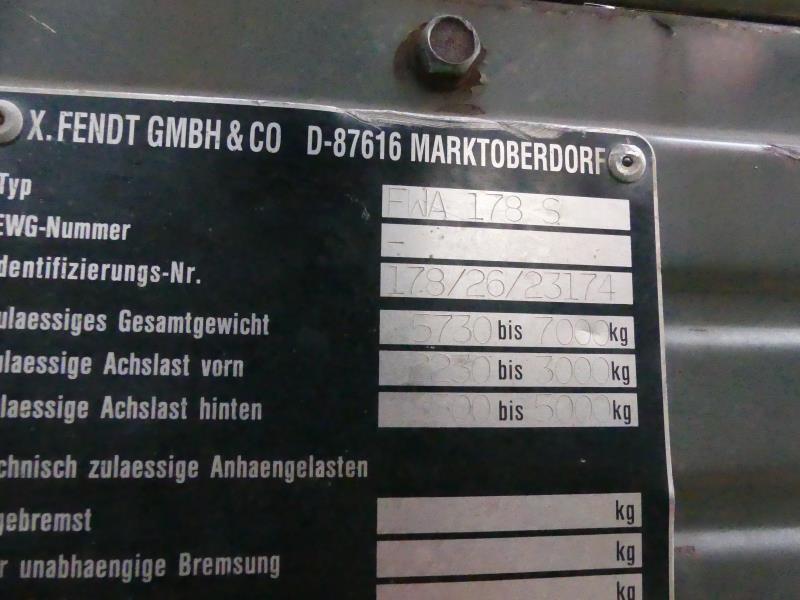 X. FENDT GMBH & CO D-87616 MARKTOBERDORF
Typ FWA 178 S
EWG-Nummer -
dentifizierungs-Nr. 178/26/23174
ulaessiges Gesamtgewicht 5730 bis 7000 kg
ulaessige Achslast vorn bis 3000 kg
laessige Achslast hinten bis 5000 kg
chnisch zulaessige Anhaengelasten
gebremst kg
r unabhaengige Bremsung kg
kg